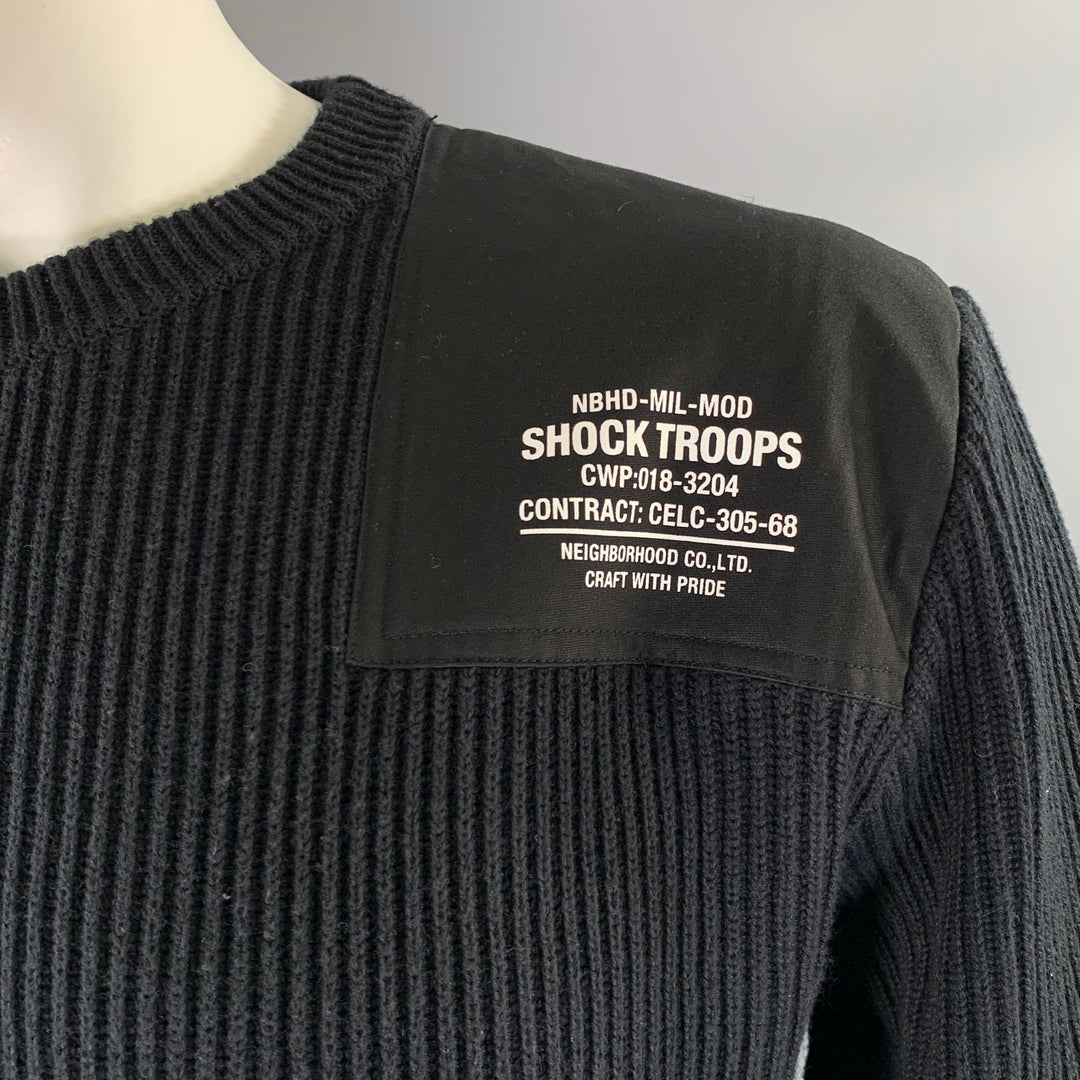 NBHD-MIL-MOD
SHOCK TROOPS
CWP:018-3204
CONTRACT: CELC-305-68
NEIGHBORHOOD CO.,LTD.
CRAFT WITH PRIDE